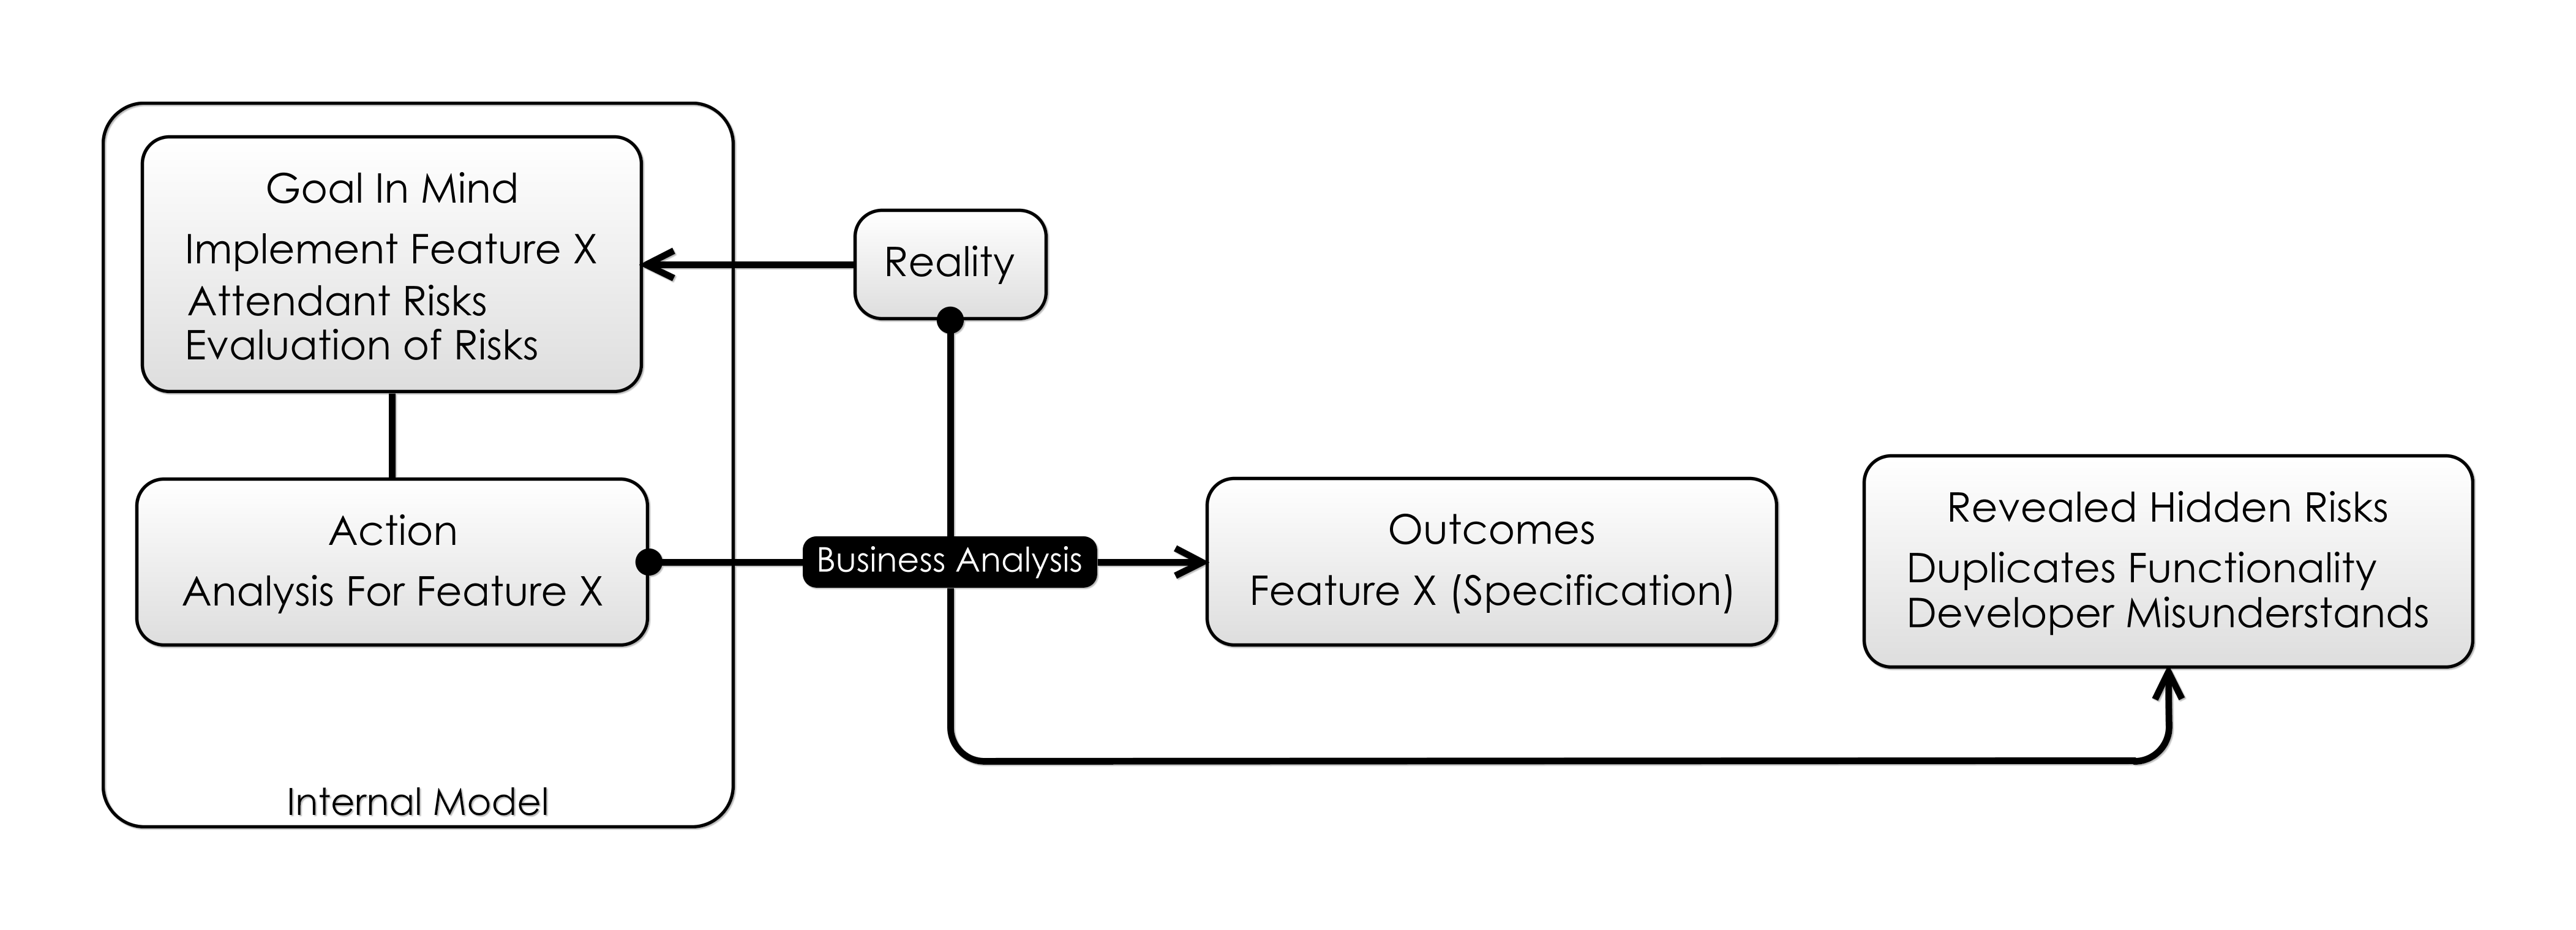 Goal In Mind
Implement Feature X
Attendant Risks
Evaluation of Risks
Reality
Action
Analysis For Feature X
Business Analysis
Outcomes
Feature X (Specification)
Revealed Hidden Risks
Duplicates Functionality
Developer Misunderstands
Internal Model